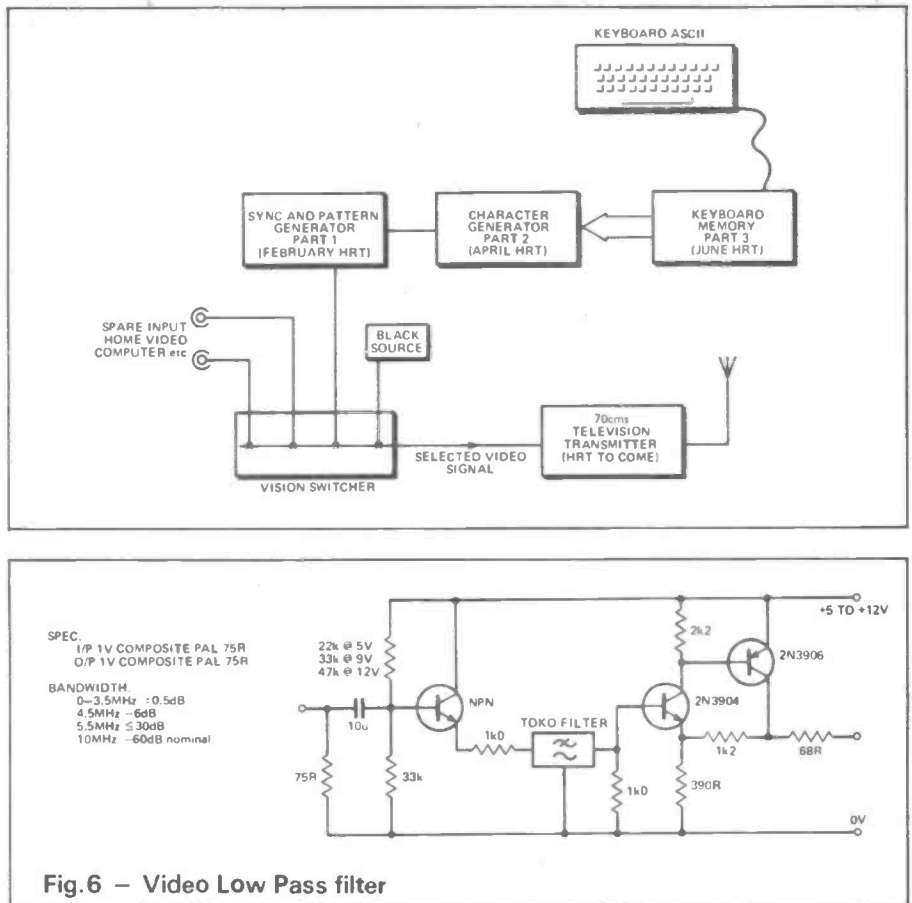 KEYBOARD ASCII
SYNC AND PATTERN
GENERATOR
PART 1
(FEBRUARY HRT)
CHARACTER
GENERATOR
PART 2
(APRIL HRT)
KEYBOARD
MEMORY
PART 3
(JUNE HRT)
SPARE INPUT
HOME VIDEO
COMPUTER etc
BLACK
SOURCE
70cms
TELEVISION
TRANSMITTER
(HRT TO COME)
SELECTED VIDEO
SIGNAL
VISION SWITCHER
SPEC.
I/P 1V COMPOSITE PAL 75R
O/P 1V COMPOSITE PAL 75R
BANDWIDTH.
0–3.5MHz ±0.5dB
4.5MHz –6dB
5.5MHz ≤30dB
10MHz –60dB nominal
22k @ 5V
33k @ 9V
47k @ 12V
+5 TO +12V
2k2
2N3906
NPN
2N3904
10u
TOKO FILTER
1k0
1k2
68R
75R
33k
1k0
390R
0V
Fig.6 – Video Low Pass filter